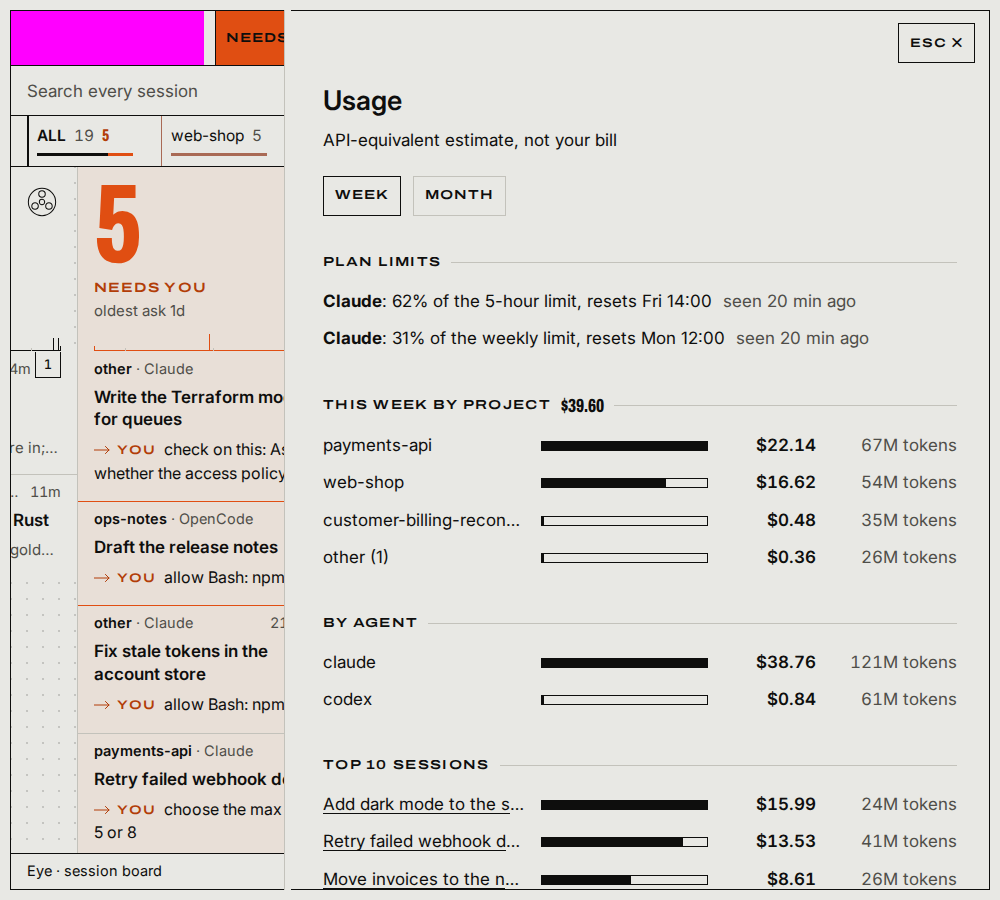 NEEDS
Search every session
ALL 19 5
web-shop 5
4m 1
re in;...
.. 11m
Rust
gold...
5
NEEDS YOU
oldest ask 1d
other · Claude
Write the Terraform mo
for queues
→ YOU check on this: As
whether the access policy
ops-notes · OpenCode
Draft the release notes
→ YOU allow Bash: npm
other · Claude 21
Fix stale tokens in the
account store
→ YOU allow Bash: npm
payments-api · Claude
Retry failed webhook de
→ YOU choose the max
5 or 8
Eye · session board
ESC ✕
Usage
API-equivalent estimate, not your bill
WEEK MONTH
PLAN LIMITS
Claude: 62% of the 5-hour limit, resets Fri 14:00 seen 20 min ago
Claude: 31% of the weekly limit, resets Mon 12:00 seen 20 min ago
THIS WEEK BY PROJECT $39.60
payments-api $22.14 67M tokens
web-shop $16.62 54M tokens
customer-billing-recon... $0.48 35M tokens
other (1) $0.36 26M tokens
BY AGENT
claude $38.76 121M tokens
codex $0.84 61M tokens
TOP 10 SESSIONS
Add dark mode to the s... $15.99 24M tokens
Retry failed webhook d... $13.53 41M tokens
Move invoices to the n... $8.61 26M tokens